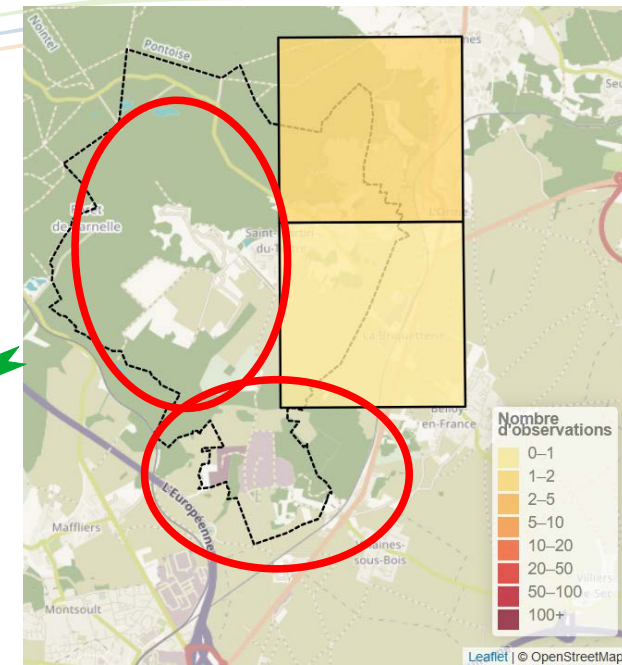 Nointel
Pontoise
Forêt
de Carnelle
Saint-Martin
du-Tertre
L'Orme
La Briqueterie
Belloy
en-France
L'Européenne
Maffliers
Villaines-
sous-Bois
Montsoult
Nombre
d'observations
0–1
1–2
2–5
5–10
10–20
20–50
50–100
100+
Leaflet | © OpenStreetMap